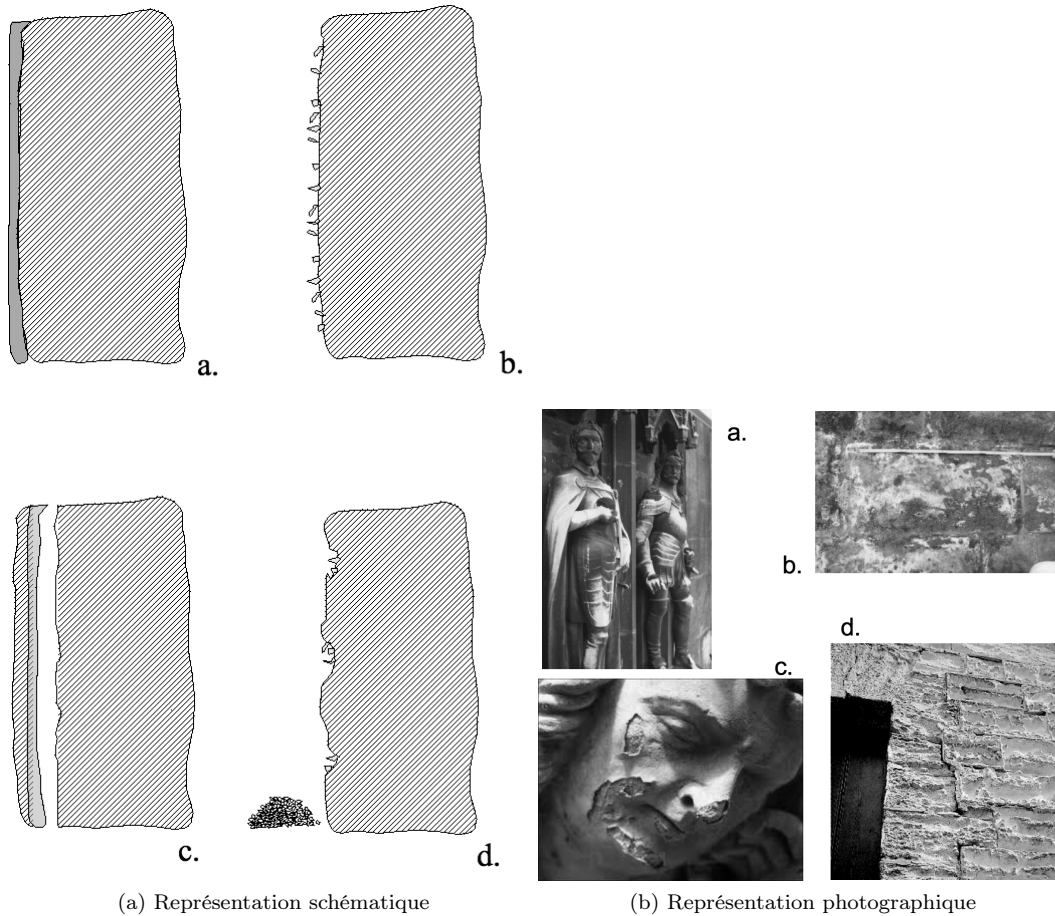 a.
b.
a.
b.
c.
d.
c.
d.
(a) Représentation schématique
(b) Représentation photographique